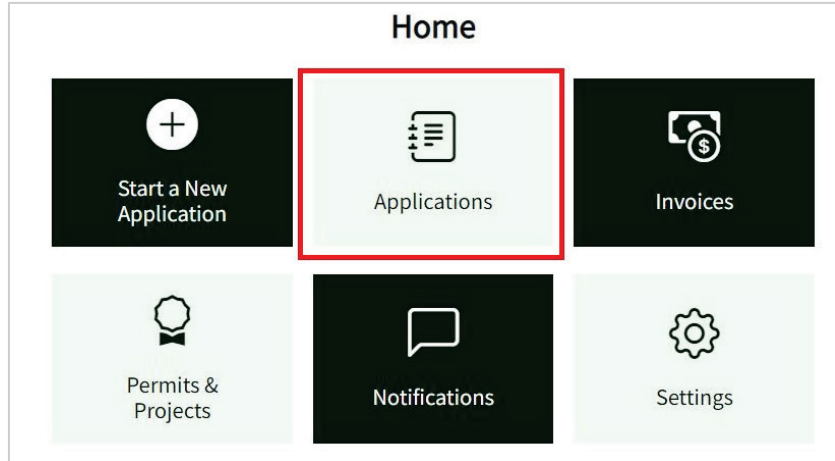 Home
Start a New
Application
Applications
Invoices
Permits &
Projects
Notifications
Settings